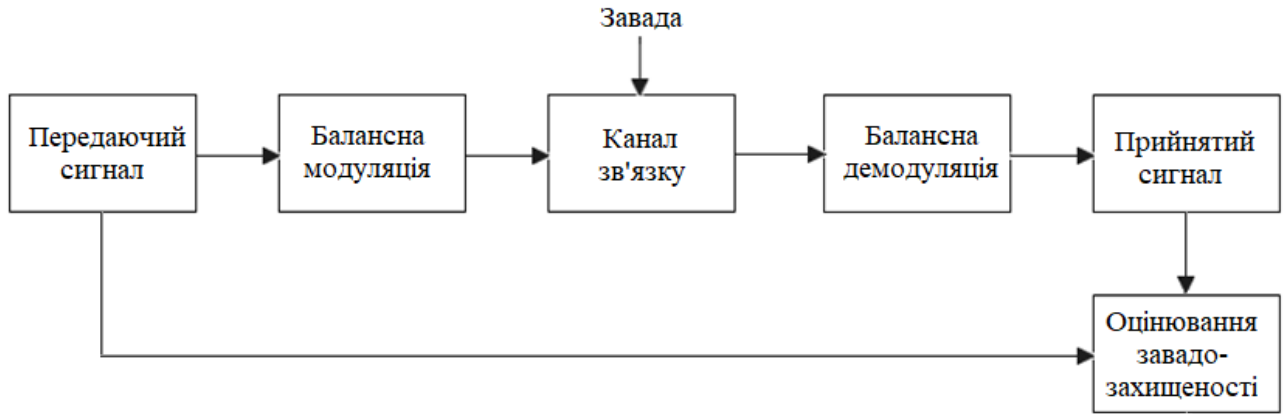 Завада
Передаючий
сигнал
Балансна
модуляція
Канал
зв'язку
Балансна
демодуляція
Прийнятий
сигнал
Оцінювання
завадо-
захищеності